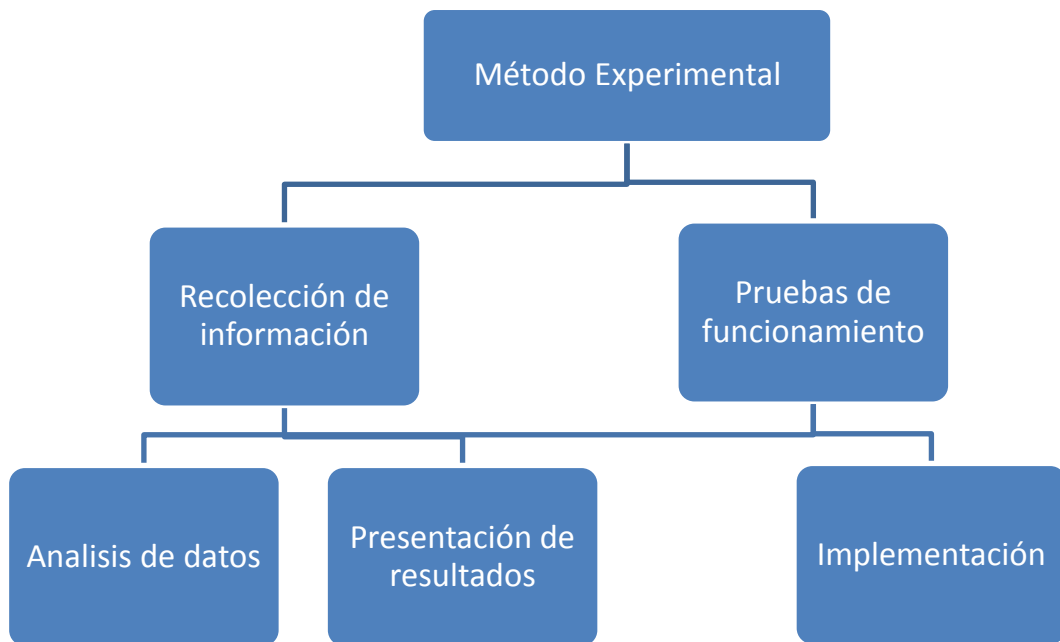 Método Experimental
Recolección de
información
Pruebas de
funcionamiento
Analisis de datos
Presentación de
resultados
Implementación